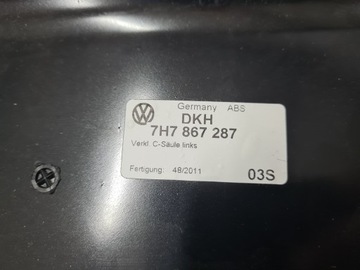 Germany ABS
DKH
7H7 867 287
Verkl. C-Säule links
Fertigung: 48/2011
03S